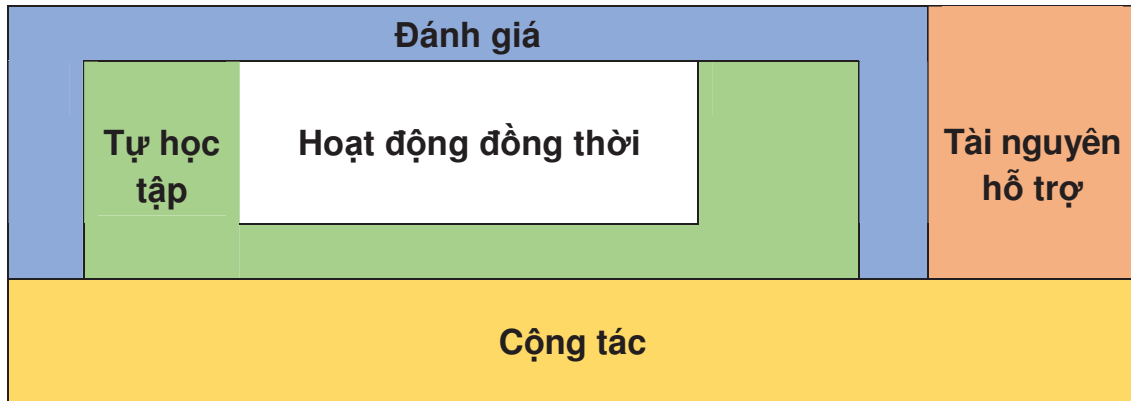 Đánh giá
Tự học
tập
Hoạt động đồng thời
Tài nguyên
hỗ trợ
Cộng tác